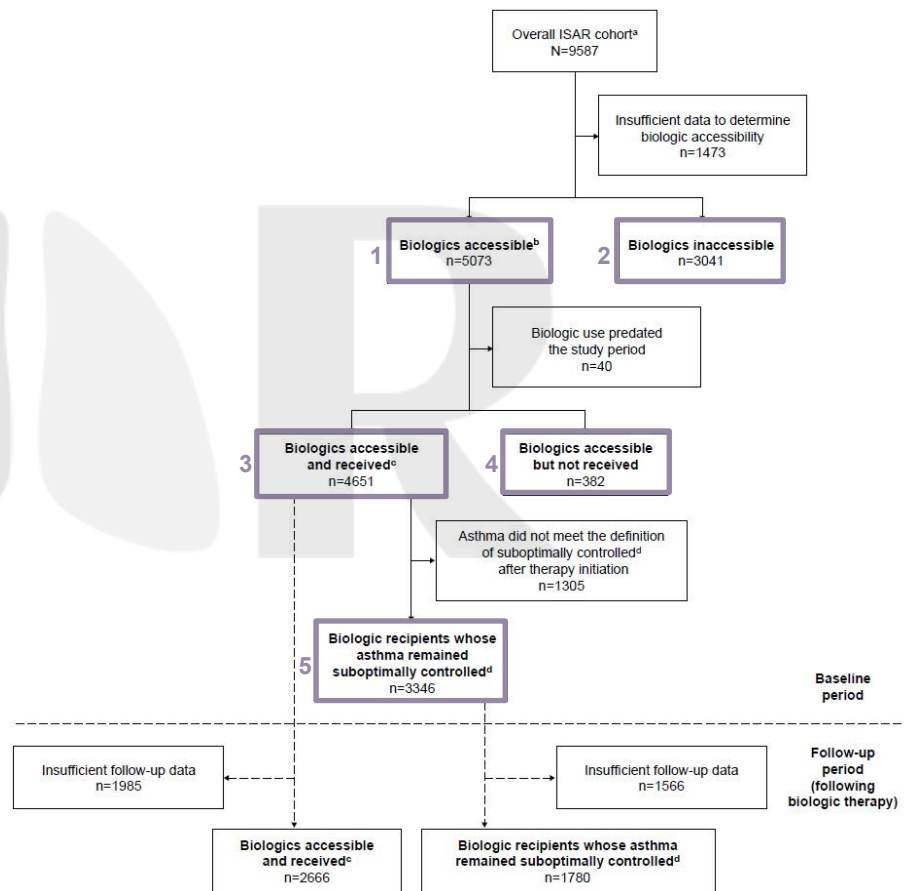 Overall ISAR cohortᵃ
N=9587
Insufficient data to determine
biologic accessibility
n=1473
1
Biologics accessibleᵇ
n=5073
2
Biologics inaccessible
n=3041
Biologic use predated
the study period
n=40
3
Biologics accessible
and receivedᶜ
n=4651
4
Biologics accessible
but not received
n=382
Asthma did not meet the definition
of suboptimally controlledᵈ
after therapy initiation
n=1305
5
Biologic recipients whose
asthma remained
suboptimally controlledᵈ
n=3346
Baseline
period
Insufficient follow-up data
n=1985
Insufficient follow-up data
n=1566
Follow-up
period
(following
biologic therapy)
Biologics accessible
and receivedᶜ
n=2666
Biologic recipients whose asthma
remained suboptimally controlledᵈ
n=1780
R